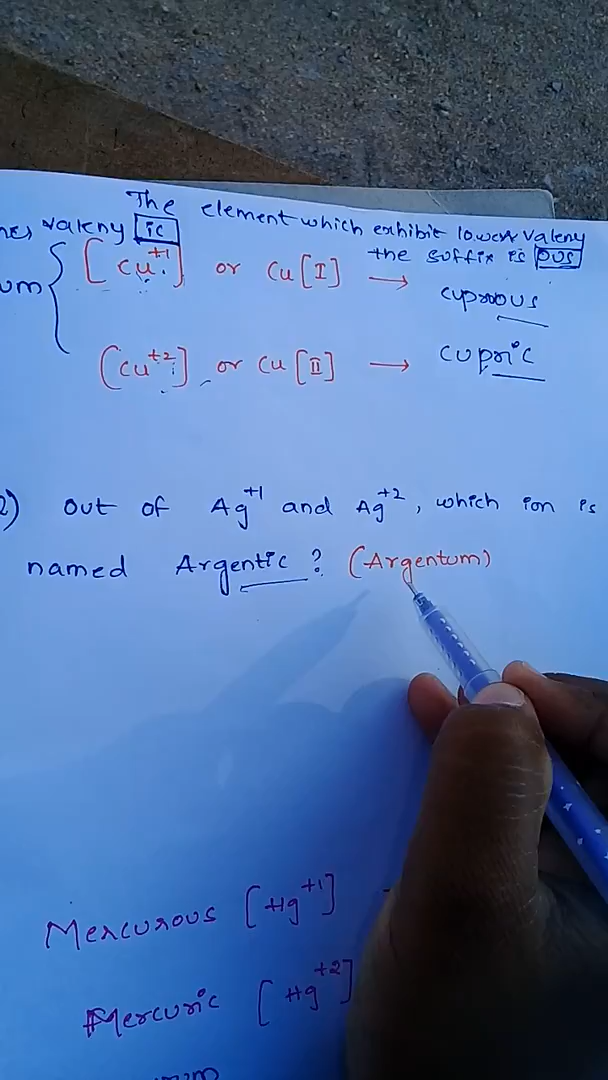 The element which exhibit lower valeny
valeny ic the suffix is ous
um [Cu+1] or Cu [I] → cuprous
(Cu+2] or Cu [II] → cupric
2) out of Ag+1 and Ag+2, which ion is
named Argentic ? (Argentum)
Mercurous [Hg+1]
Mercuric [Hg+2]